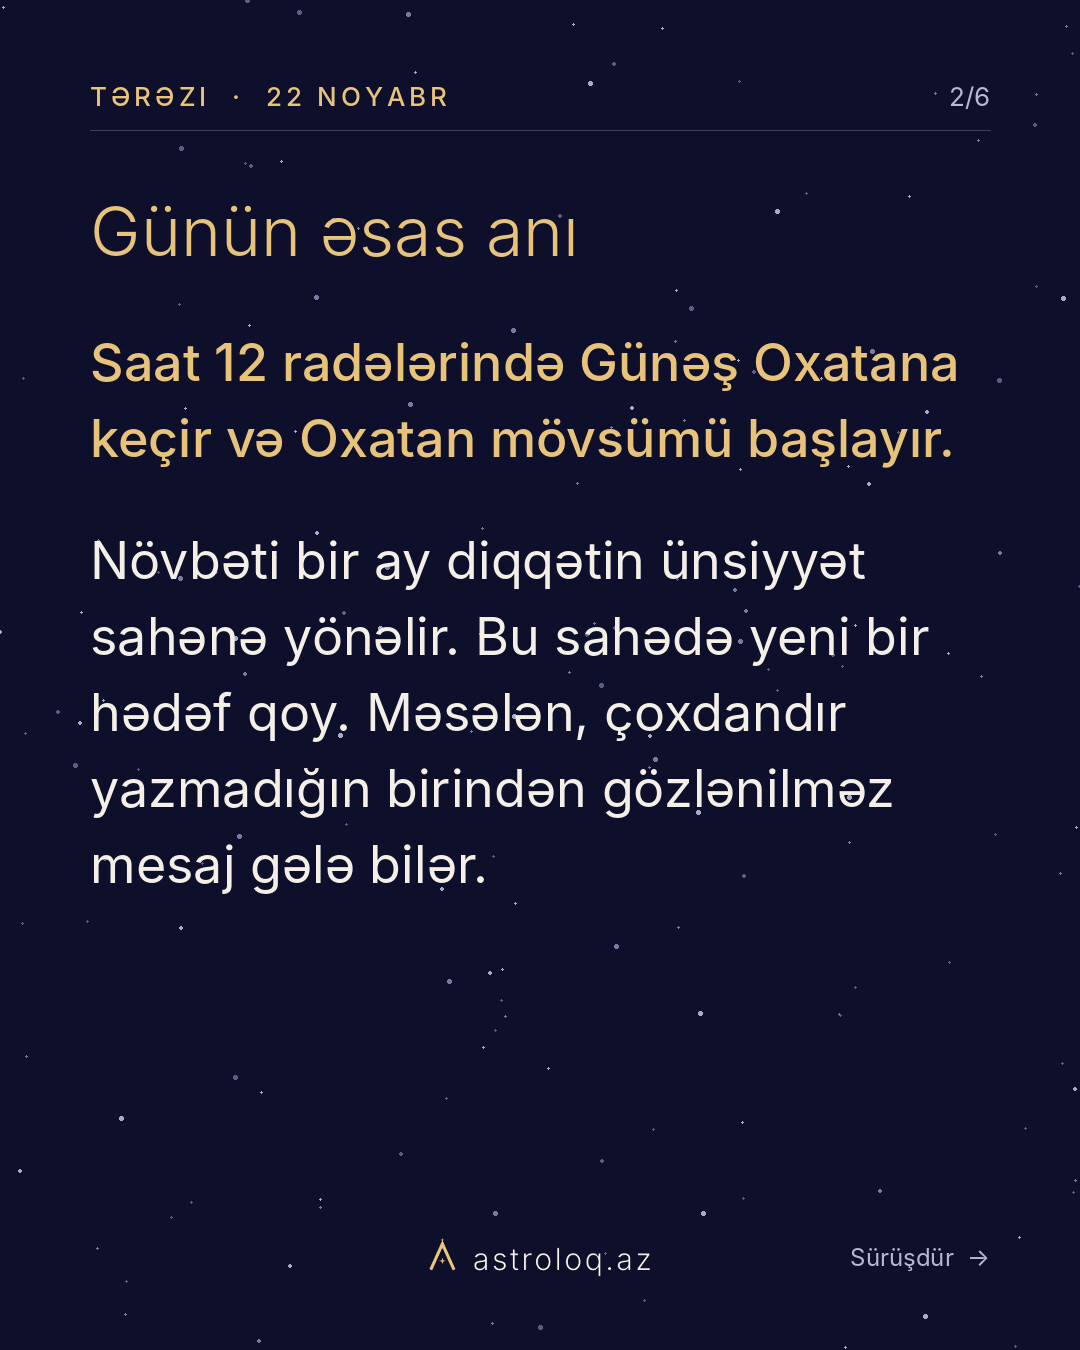 TƏRƏZI · 22 NOYABR
2/6
Günün əsas anı
Saat 12 radələrində Günəş Oxatana
keçir və Oxatan mövsümü başlayır.
Növbəti bir ay diqqətin ünsiyyət
sahənə yönəlir. Bu sahədə yeni bir
hədəf qoy. Məsələn, çoxdandır
yazmadığın birindən gözlənilməz
mesaj gələ bilər.
astroloq.az
Sürüşdür →